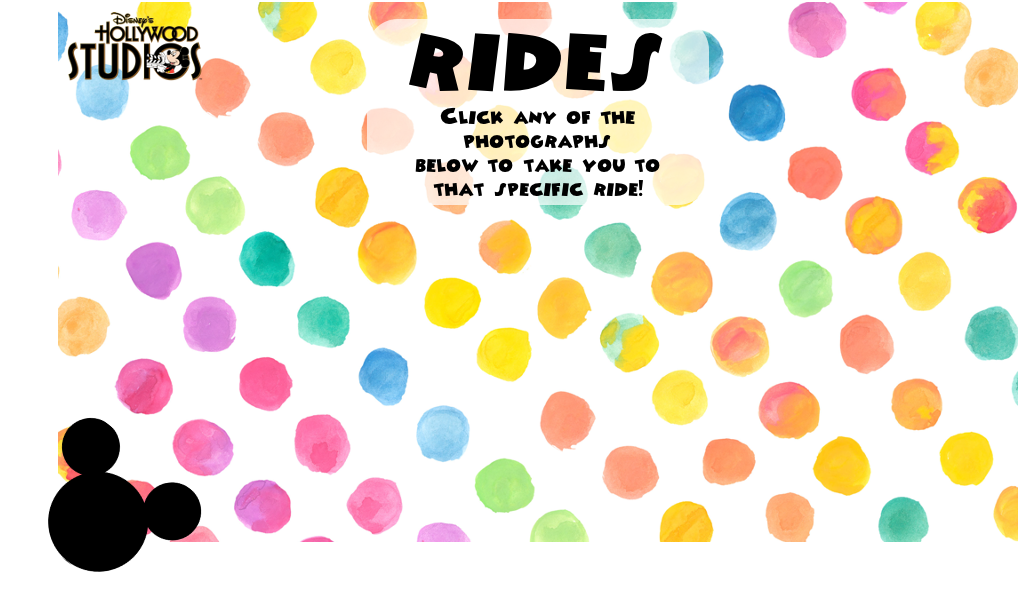 Disney's
HOLLYWOOD
STUDIOS
RIDES
Click any of the
photographs
below to take you to
that specific ride!